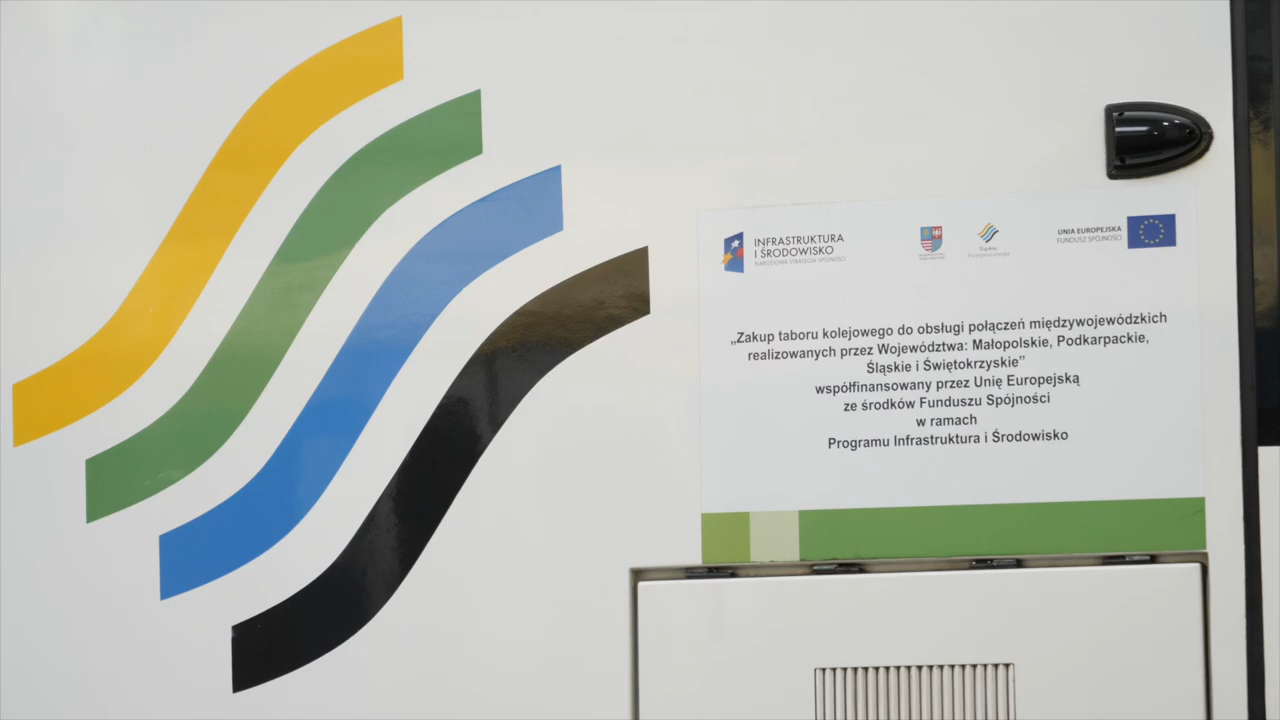 INFRASTRUKTURA
I ŚRODOWISKO
NARODOWA STRATEGIA SPÓJNOŚCI
Śląskie.
UNIA EUROPEJSKA
FUNDUSZ SPÓJNOŚCI
„Zakup taboru kolejowego do obsługi połączeń międzywojewódzkich
realizowanych przez Województwa: Małopolskie, Podkarpackie,
Śląskie i Świętokrzyskie”
współfinansowany przez Unię Europejską
ze środków Funduszu Spójności
w ramach
Programu Infrastruktura i Środowisko